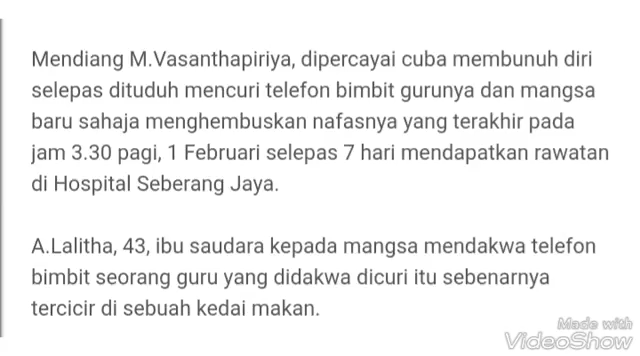 Mendiang M.Vasanthapiriya, dipercayai cuba membunuh diri
selepas dituduh mencuri telefon bimbit gurunya dan mangsa
baru sahaja menghembuskan nafasnya yang terakhir pada
jam 3.30 pagi, 1 Februari selepas 7 hari mendapatkan rawatan
di Hospital Seberang Jaya.
A.Lalitha, 43, ibu saudara kepada mangsa mendakwa telefon
bimbit seorang guru yang didakwa dicuri itu sebenarnya
tercicir di sebuah kedai makan.
Made with
VideoShow